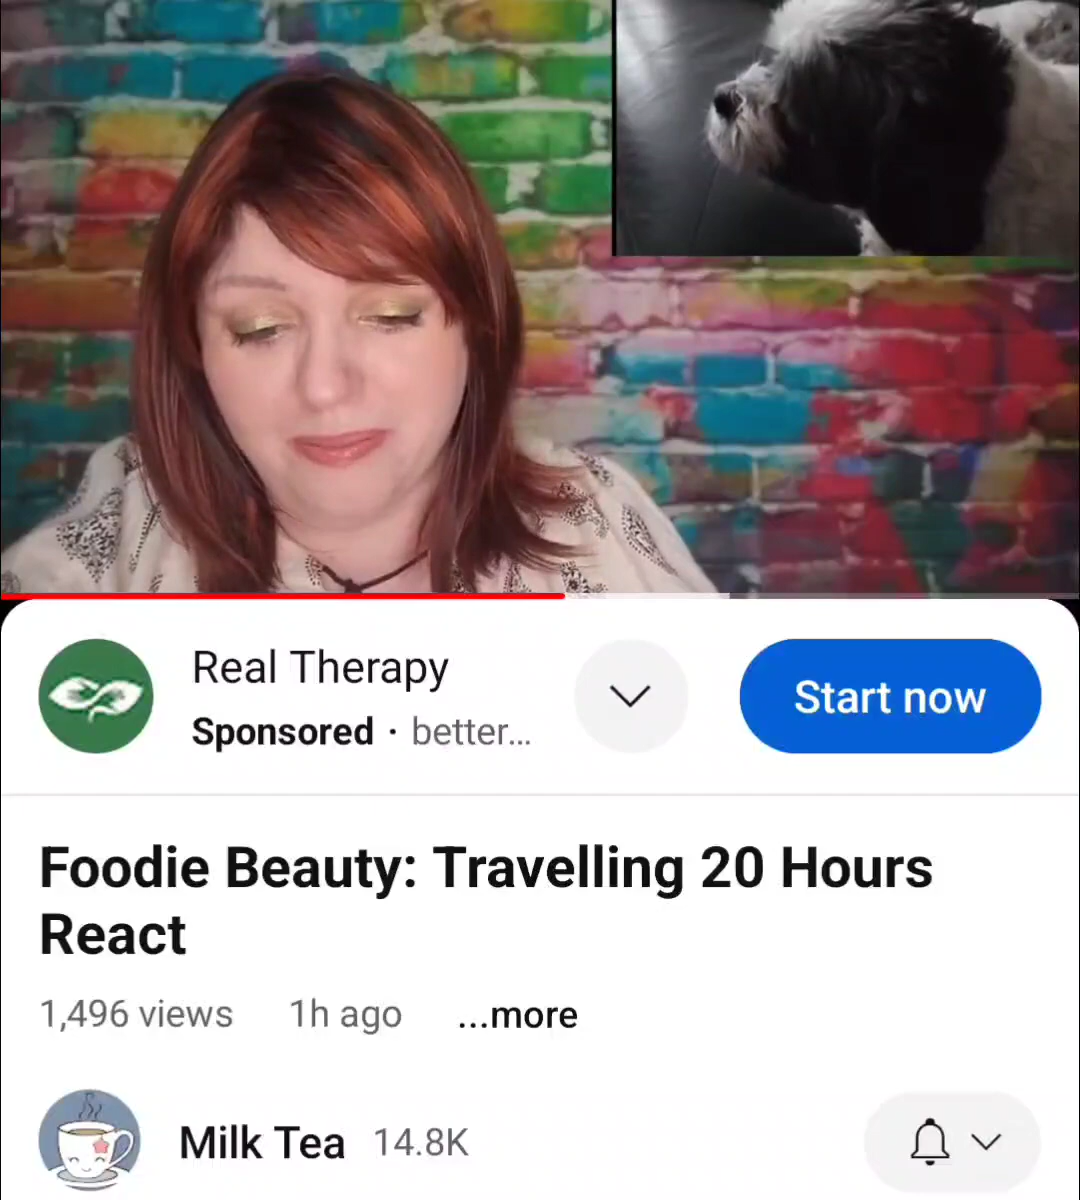 Real Therapy
Sponsored · better...
Start now
Foodie Beauty: Travelling 20 Hours
React
1,496 views 1h ago ...more
Milk Tea 14.8K